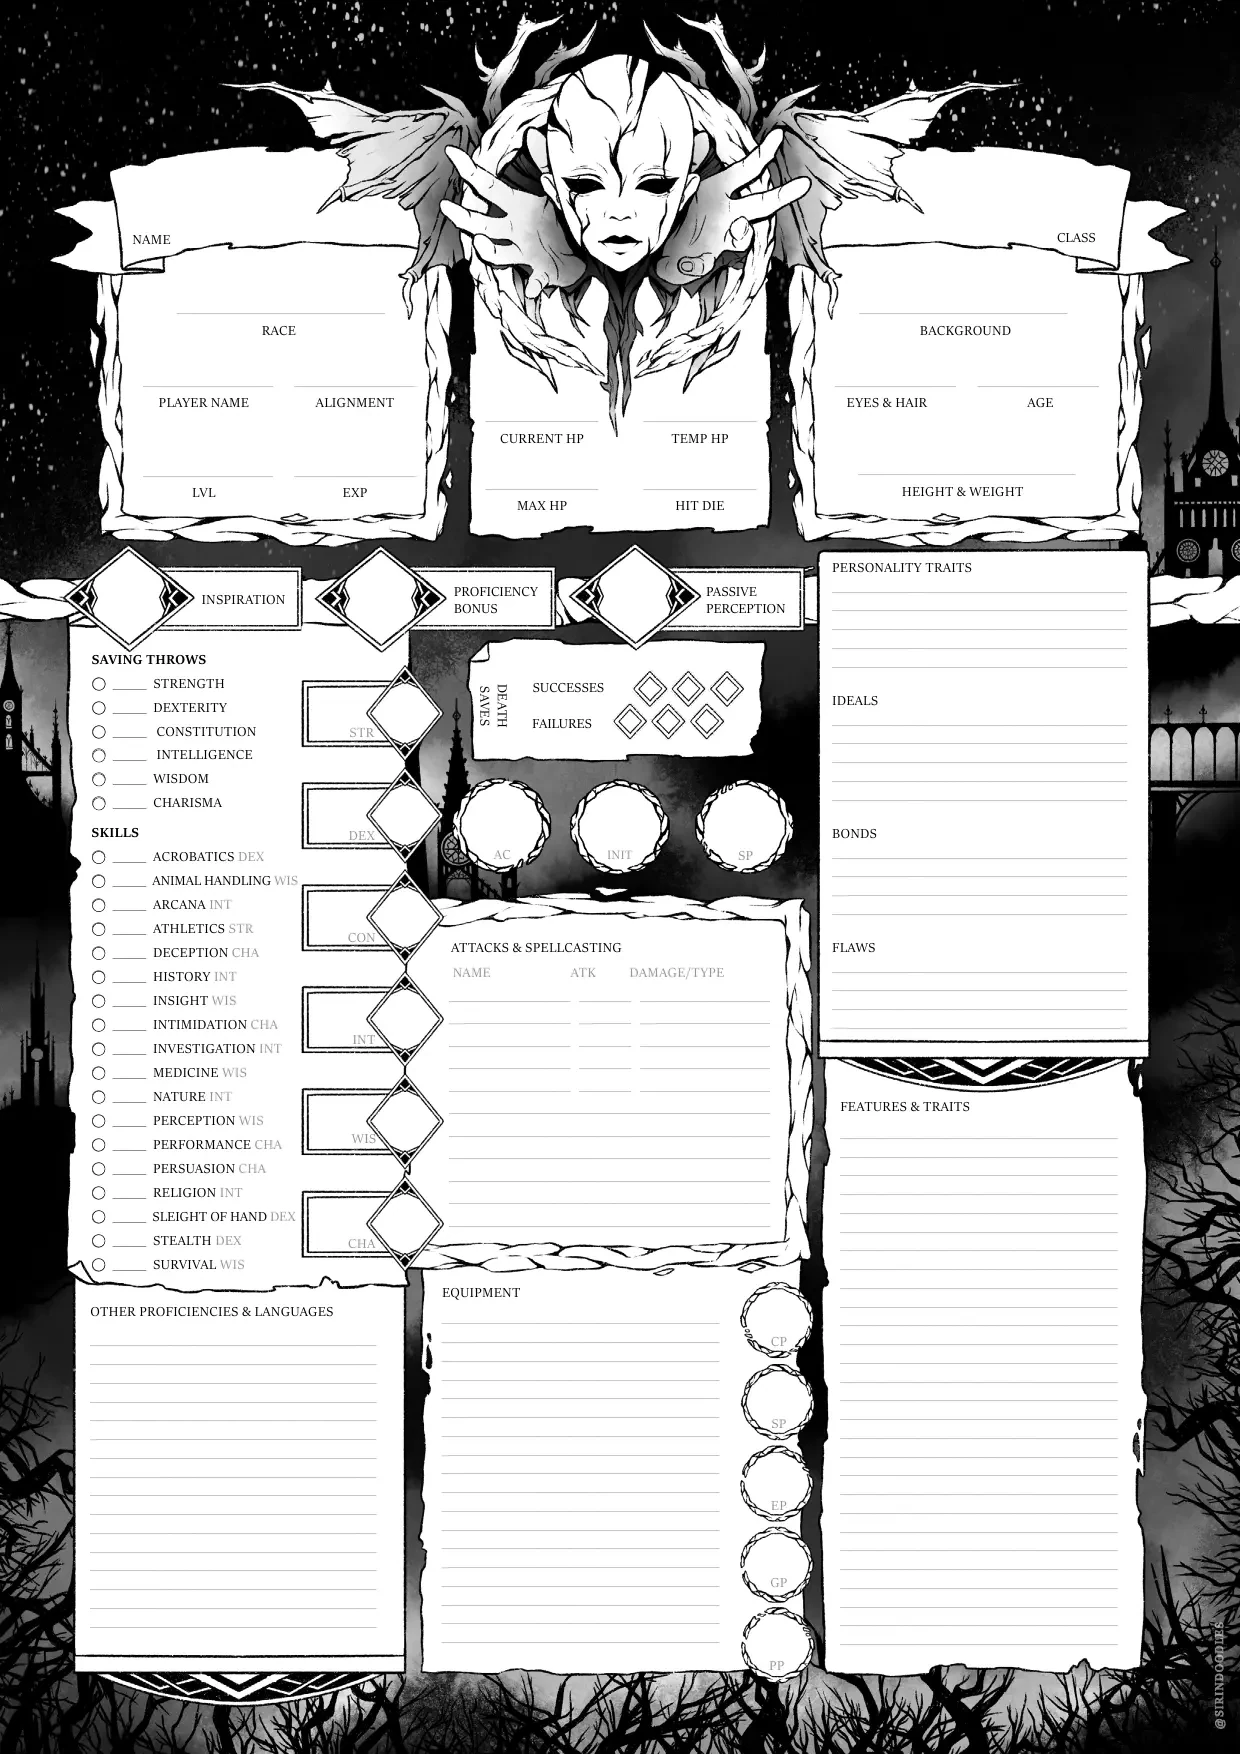 NAME
CLASS
RACE
PLAYER NAME ALIGNMENT
LVL EXP
CURRENT HP TEMP HP
MAX HP HIT DIE
BACKGROUND
EYES & HAIR AGE
HEIGHT & WEIGHT
INSPIRATION
PROFICIENCY
BONUS
PASSIVE
PERCEPTION
SAVING THROWS
STRENGTH
DEXTERITY
CONSTITUTION
INTELLIGENCE
WISDOM
CHARISMA
SKILLS
ACROBATICS DEX
ANIMAL HANDLING WIS
ARCANA INT
ATHLETICS STR
DECEPTION CHA
HISTORY INT
INSIGHT WIS
INTIMIDATION CHA
INVESTIGATION INT
MEDICINE WIS
NATURE INT
PERCEPTION WIS
PERFORMANCE CHA
PERSUASION CHA
RELIGION INT
SLEIGHT OF HAND DEX
STEALTH DEX
SURVIVAL WIS
STR
DEX
CON
INT
WIS
CHA
OTHER PROFICIENCIES & LANGUAGES
DEATH
SAVES
SUCCESSES
FAILURES
AC INIT SP
ATTACKS & SPELLCASTING
NAME ATK DAMAGE/TYPE
EQUIPMENT
CP
SP
EP
GP
PP
PERSONALITY TRAITS
IDEALS
BONDS
FLAWS
FEATURES & TRAITS
@SIRINDOODLES